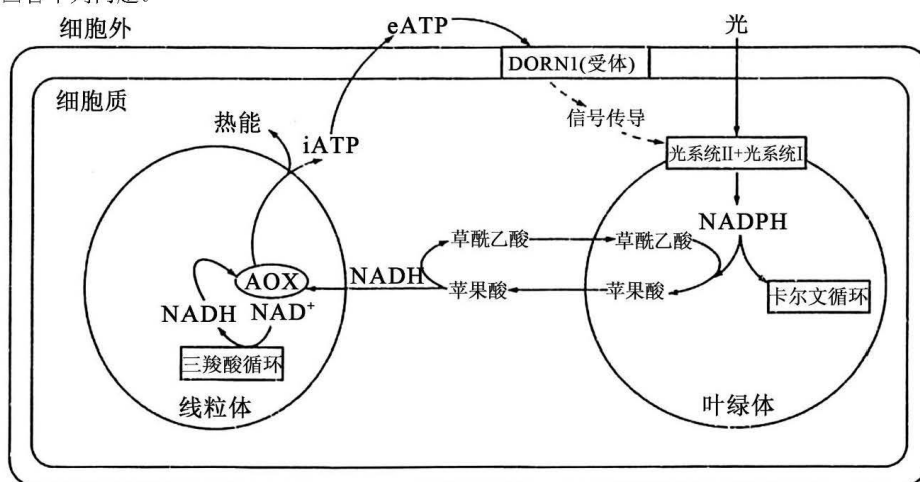 细胞外
eATP
光
DORN1(受体)
细胞质
信号传导
热能
iATP
光系统II+光系统I
NADPH
草酰乙酸
草酰乙酸
AOX
NADH
苹果酸
苹果酸
卡尔文循环
NADH
NAD⁺
三羧酸循环
线粒体
叶绿体